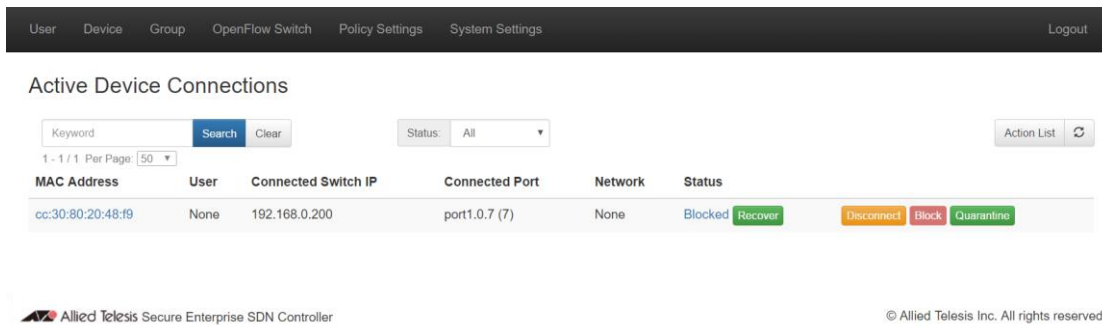 User Device Group OpenFlow Switch Policy Settings System Settings Logout
Active Device Connections
Keyword Search Clear Status: All Action List
1 - 1 / 1 Per Page: 50
MAC Address User Connected Switch IP Connected Port Network Status
cc:30:80:20:48:f9 None 192.168.0.200 port1.0.7 (7) None Blocked Recover Disconnect Block Quarantine
Allied Telesis Secure Enterprise SDN Controller © Allied Telesis Inc. All rights reserved